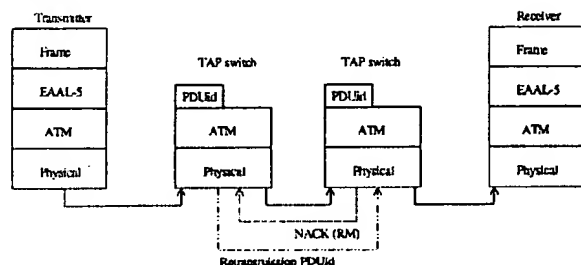 Transmitter
Frame
EAAL-5
ATM
Physical
TAP switch
PDUid
ATM
Physical
TAP switch
PDUid
ATM
Physical
Receiver
Frame
EAAL-5
ATM
Physical
NACK (RM)
Retransmission PDUid